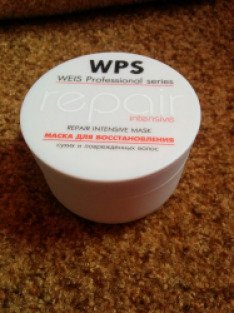 WPS
WEIS Professional series
repair
intensive
REPAIR INTENSIVE MASK
МАСКА ДЛЯ ВОССТАНОВЛЕНИЯ
сухих и поврежденных волос